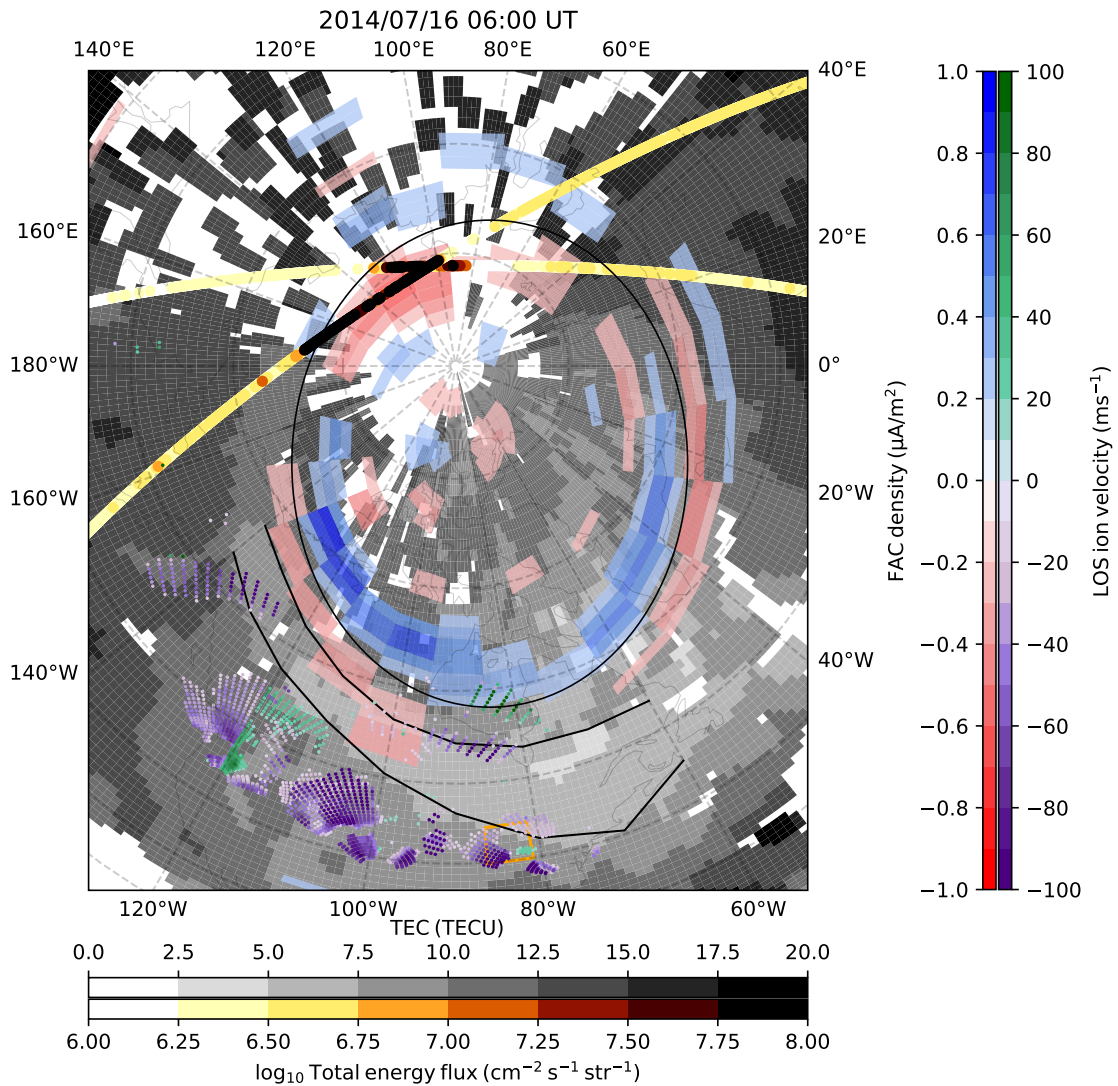 2014/07/16 06:00 UT
140°E 120°E 100°E 80°E 60°E
40°E
160°E
20°E
180°W
0°
160°W
20°W
140°W
40°W
120°W 100°W 80°W 60°W
1.0 100
0.8 80
0.6 60
0.4 40
0.2 20
0.0 0
−0.2 −20
−0.4 −40
−0.6 −60
−0.8 −80
−1.0 −100
FAC density (μA/m²)
LOS ion velocity (ms⁻¹)
TEC (TECU)
0.0 2.5 5.0 7.5 10.0 12.5 15.0 17.5 20.0
6.00 6.25 6.50 6.75 7.00 7.25 7.50 7.75 8.00
log₁₀ Total energy flux (cm⁻² s⁻¹ str⁻¹)